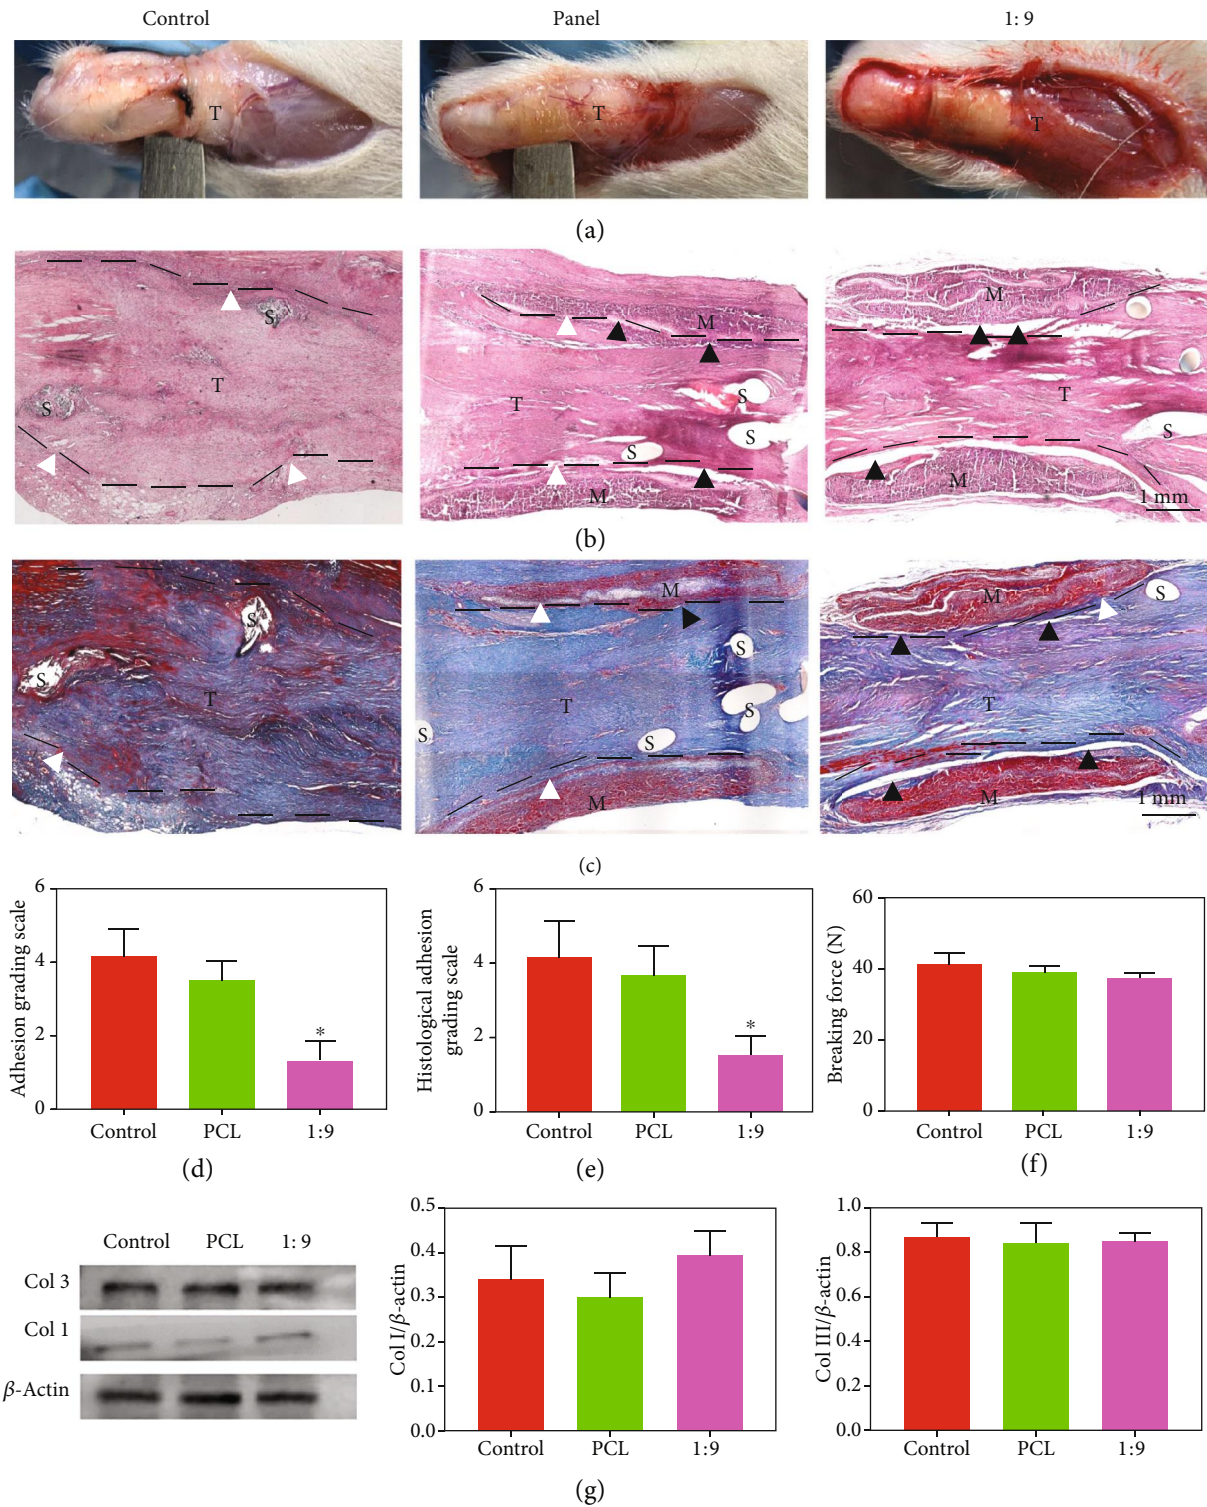 Control Panel 1: 9
T T T
(a)
S S T
M S S S T M
M T S M
1 mm
(b)
S S T
M S S S S T M
S M T M
1 mm
(c)
6
4
2
0
Adhesion grading scale
*
Control PCL 1:9
(d)
6
4
2
0
Histological adhesion
grading scale
*
Control PCL 1:9
(e)
60
40
20
0
Breaking force (N)
Control PCL 1:9
(f)
Control PCL 1: 9
Col 3
Col 1
β-Actin
0.5
0.4
0.3
0.2
0.1
0.0
Col I/β-actin
Control PCL 1:9
1.0
0.8
0.6
0.4
0.2
0.0
Col III/β-actin
Control PCL 1:9
(g)